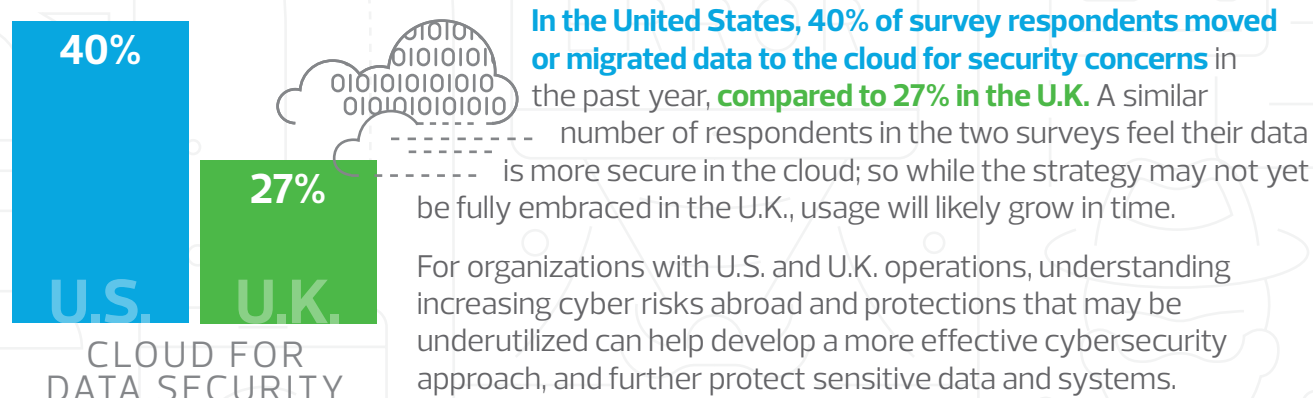 40%
27%
U.S.
U.K.
CLOUD FOR
DATA SECURITY
0101010
0101010
01010101010
01010101010
In the United States, 40% of survey respondents moved
or migrated data to the cloud for security concerns in
the past year, compared to 27% in the U.K. A similar
number of respondents in the two surveys feel their data
is more secure in the cloud; so while the strategy may not yet
be fully embraced in the U.K., usage will likely grow in time.
For organizations with U.S. and U.K. operations, understanding
increasing cyber risks abroad and protections that may be
underutilized can help develop a more effective cybersecurity
approach, and further protect sensitive data and systems.